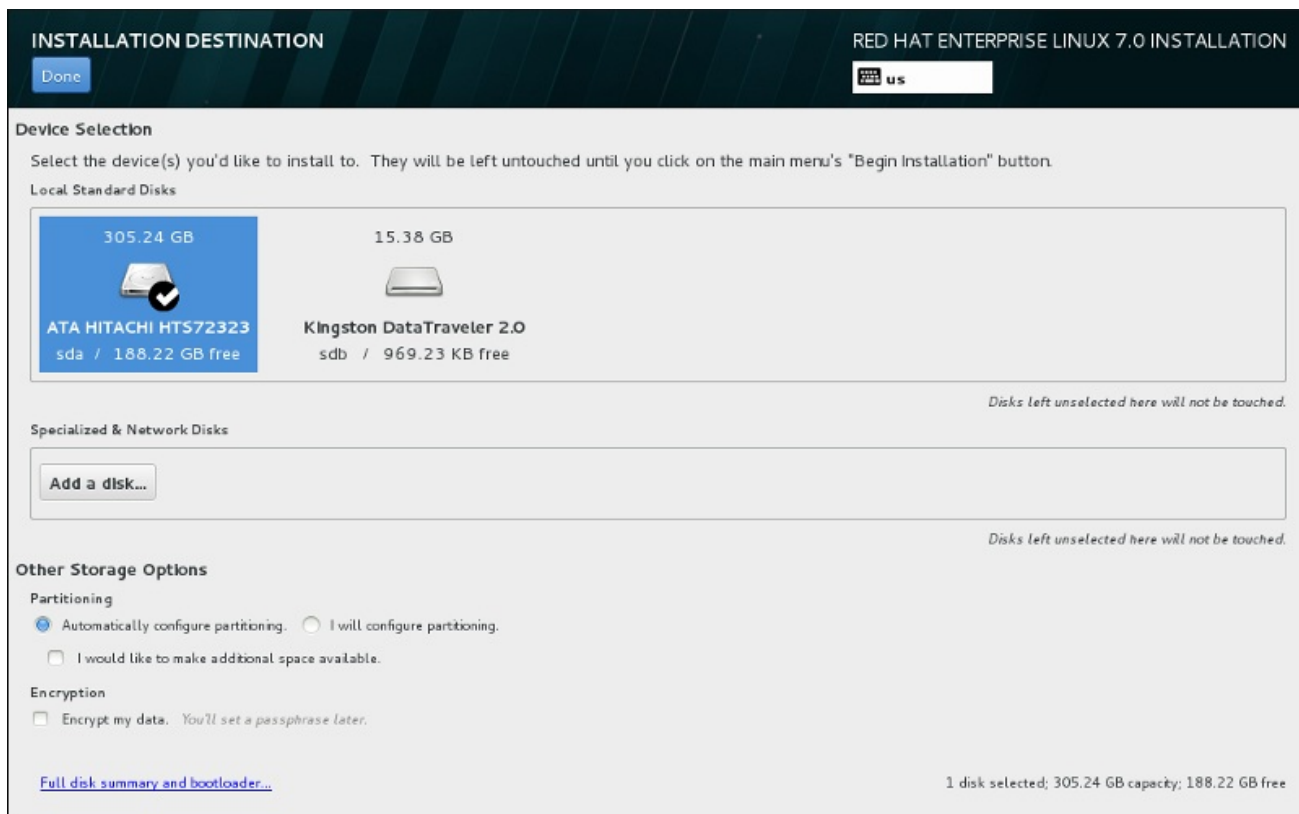 INSTALLATION DESTINATION
RED HAT ENTERPRISE LINUX 7.0 INSTALLATION
Done
us
Device Selection
Select the device(s) you'd like to install to. They will be left untouched until you click on the main menu's "Begin Installation" button.
Local Standard Disks
305.24 GB
ATA HITACHI HTS72323
sda / 188.22 GB free
15.38 GB
Kingston DataTraveler 2.0
sdb / 969.23 KB free
Disks left unselected here will not be touched.
Specialized & Network Disks
Add a disk...
Disks left unselected here will not be touched.
Other Storage Options
Partitioning
Automatically configure partitioning. I will configure partitioning.
I would like to make additional space available.
Encryption
Encrypt my data. You'll set a passphrase later.
Full disk summary and bootloader...
1 disk selected; 305.24 GB capacity; 188.22 GB free